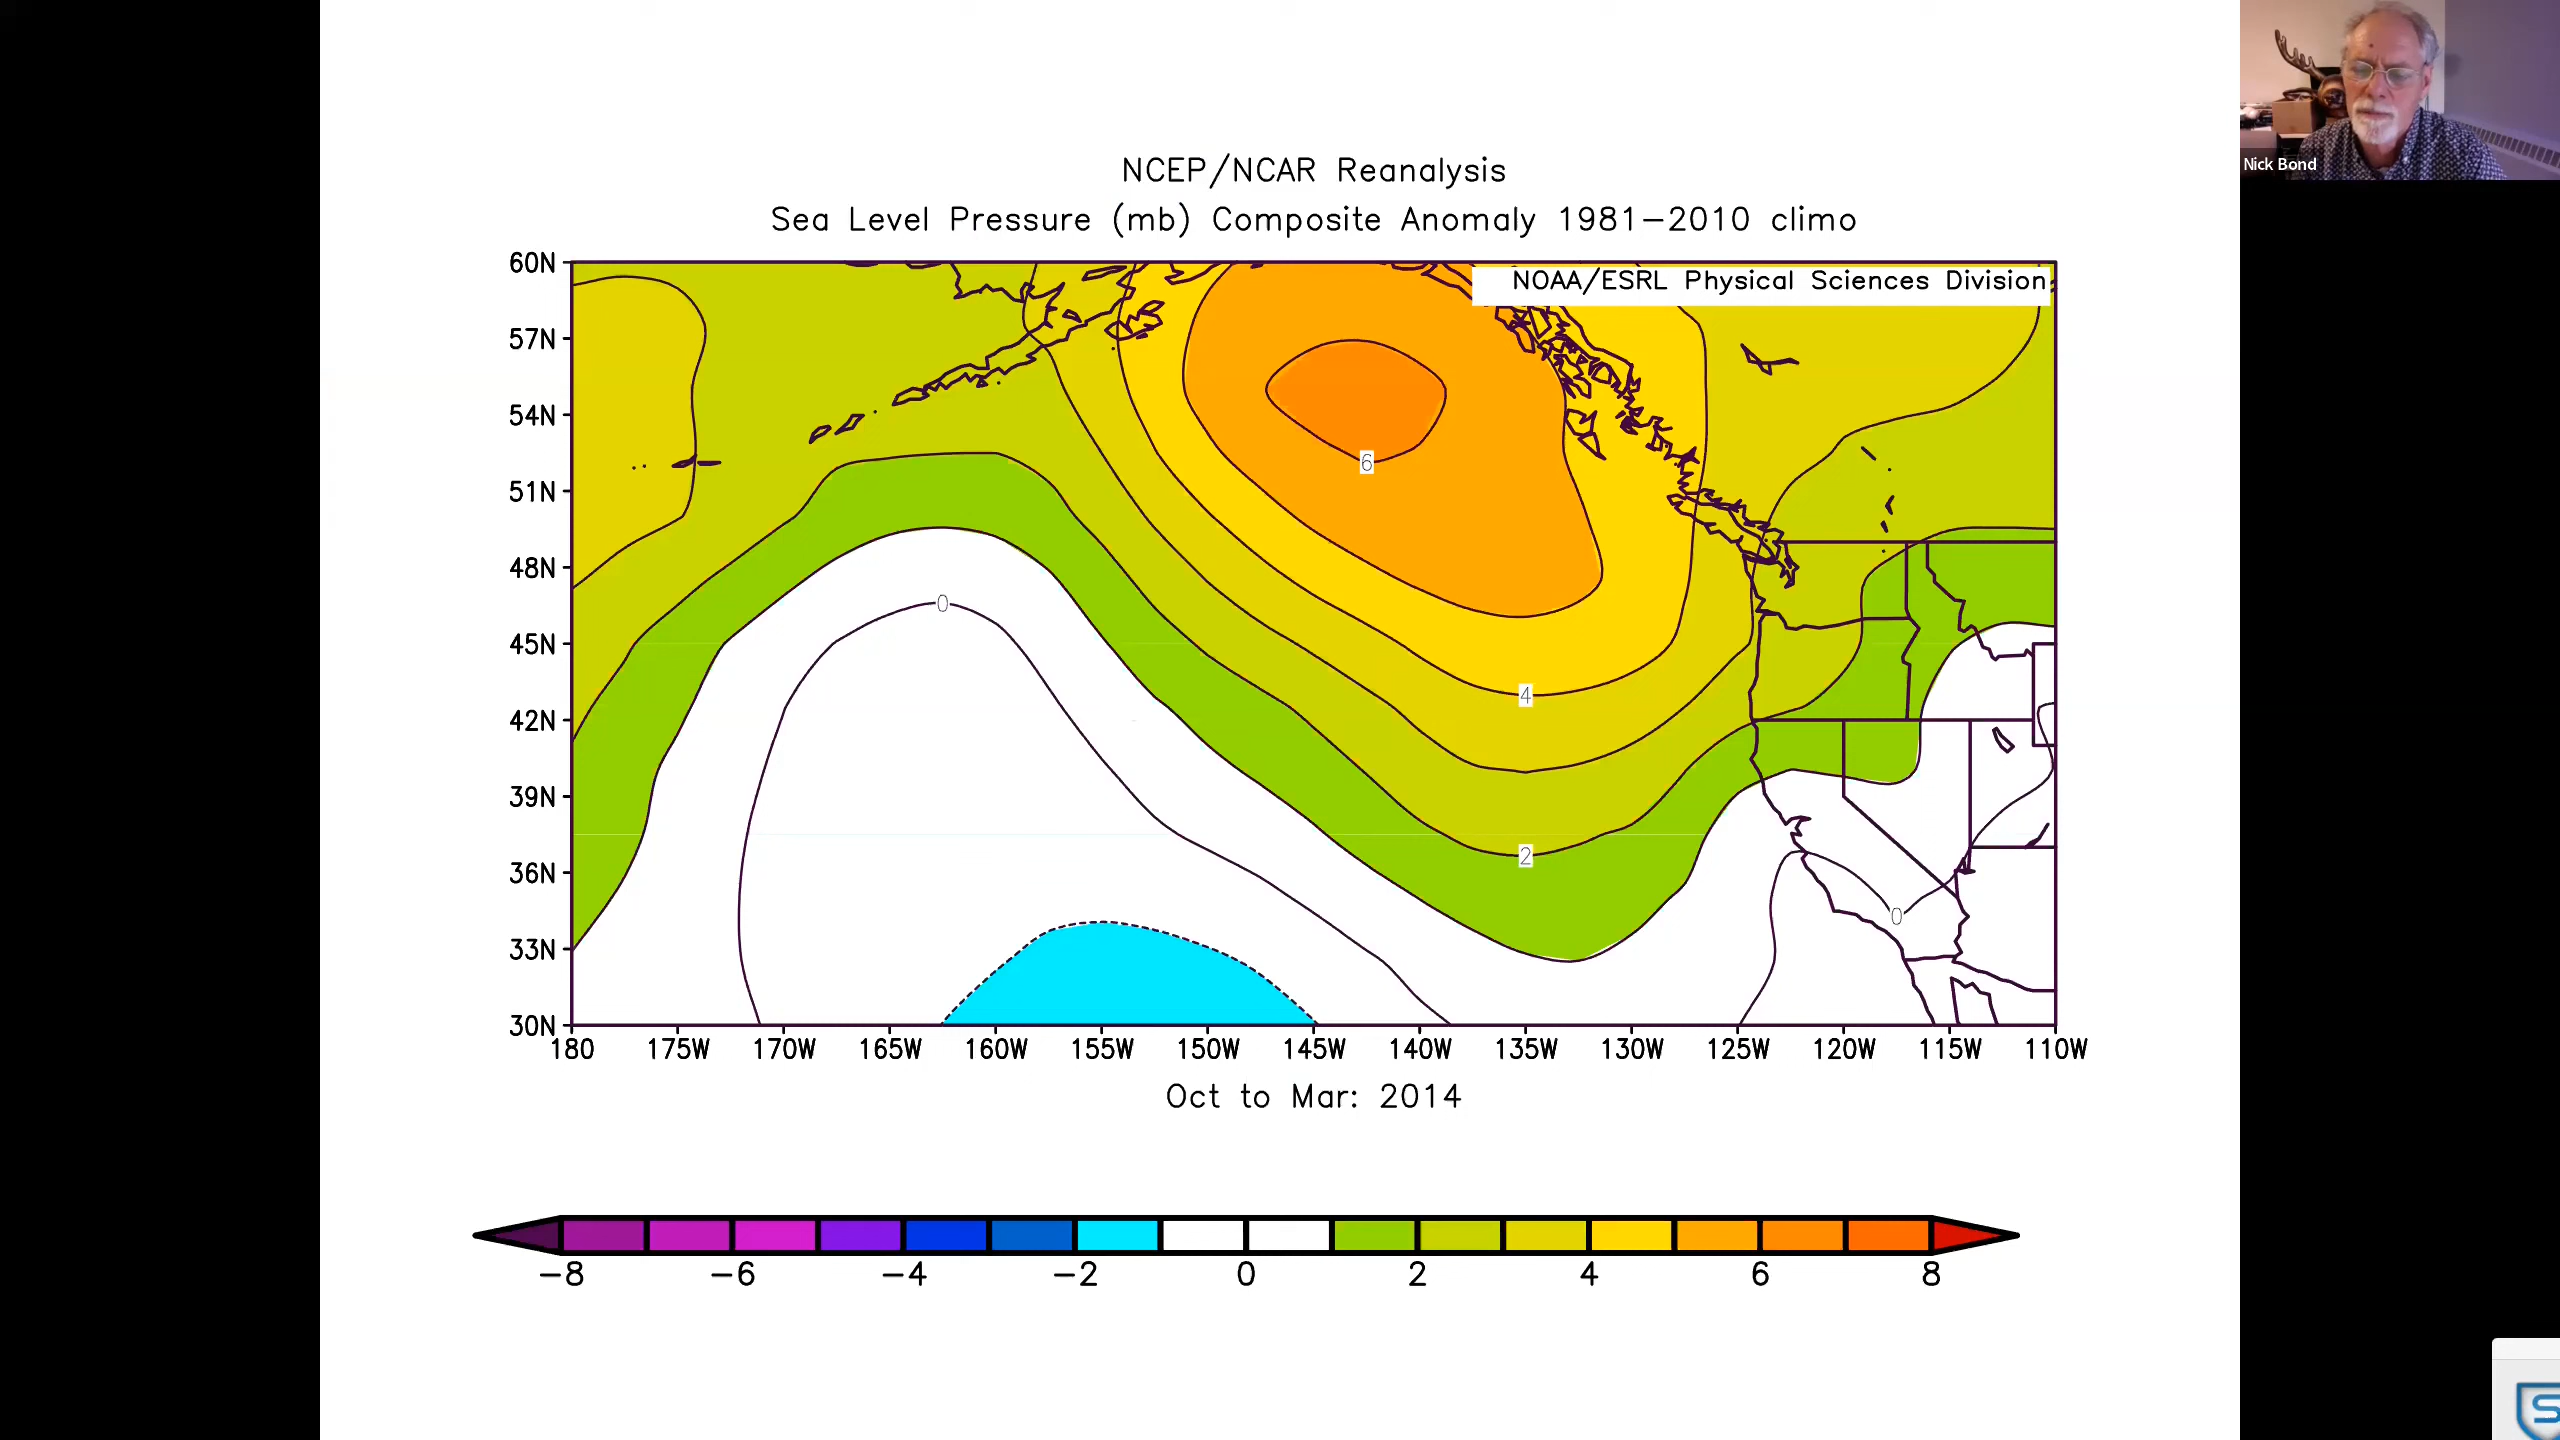 Nick Bond
NCEP/NCAR Reanalysis
Sea Level Pressure (mb) Composite Anomaly 1981-2010 climo
NOAA/ESRL Physical Sciences Division
60N
57N
54N
51N
48N
45N
42N
39N
36N
33N
30N
6
0
4
2
0
180 175W 170W 165W 160W 155W 150W 145W 140W 135W 130W 125W 120W 115W 110W
Oct to Mar: 2014
-8 -6 -4 -2 0 2 4 6 8
S